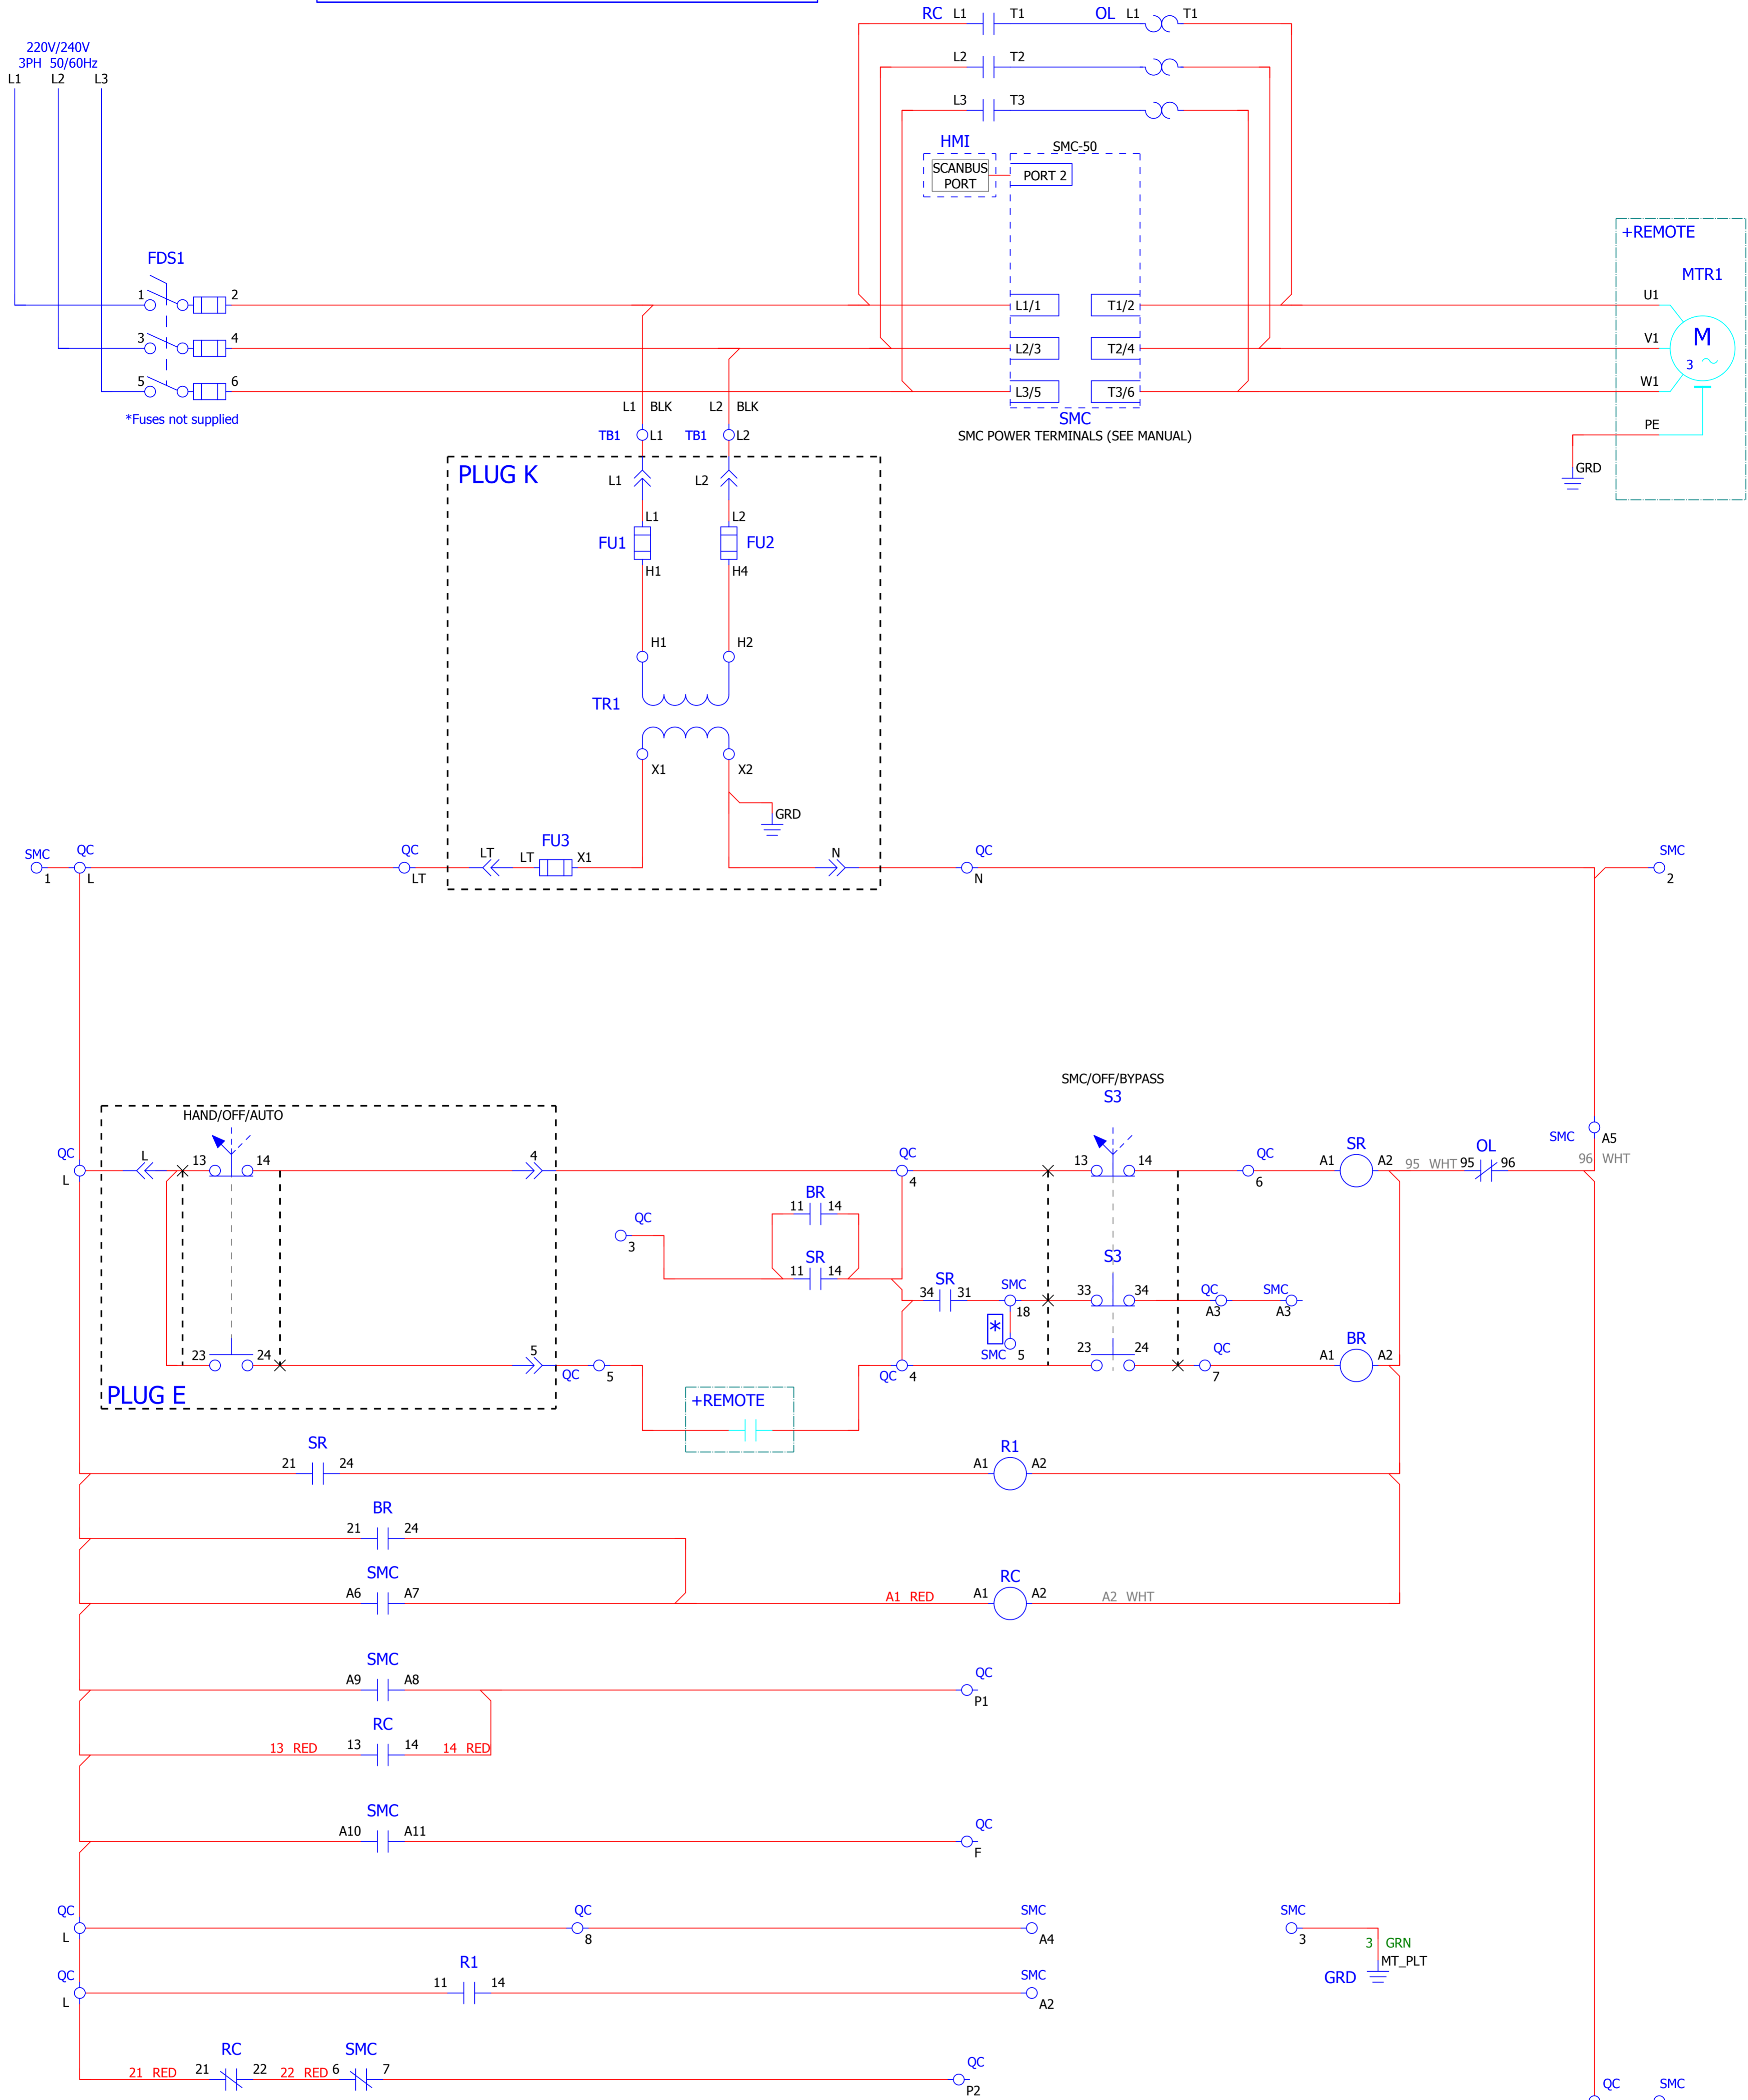 RC L1 T1 OL L1 T1
220V/240V
3PH 50/60Hz
L1 L2 L3
L2 T2
L3 T3
HMI
SMC-50
SCANBUS
PORT
PORT 2
+REMOTE
MTR1
FDS1
1 2
L1/1 T1/2
U1
3 4
L2/3 T2/4
V1
M
3
5 6
L3/5 T3/6
W1
*Fuses not supplied
L1 BLK L2 BLK
SMC
SMC POWER TERMINALS (SEE MANUAL)
PE
GRD
TB1 L1 TB1 L2
PLUG K
L1 L2
L1 L2
FU1 FU2
H1 H4
H1 H2
TR1
X1 X2
GRD
SMC QC QC FU3 QC SMC
1 L LT LT LT X1 N N 2
SMC/OFF/BYPASS
S3
HAND/OFF/AUTO
QC L 13 14 4 QC 13 14 QC SR OL SMC A5
L 4 6 A1 A2 95 WHT 95 96 96 WHT
BR
11 14
QC
3
SR
11 14
S3
SR
34 31
SMC
18
33 34
QC
A3
SMC
A3
*
SMC 5
23 24 5
QC 5
QC 4
23 24
QC
7
BR
A1 A2
PLUG E
+REMOTE
SR
21 24
R1
A1 A2
BR
21 24
SMC
A6 A7
RC
A1 RED A1 A2 A2 WHT
SMC
A9 A8
QC
P1
RC
13 RED 13 14 14 RED
SMC
A10 A11
QC
F
QC QC SMC SMC
L 8 A4 3
3 GRN
MT_PLT
GRD
QC R1 SMC
L 11 14 A2
RC SMC
21 RED 21 22 22 RED 6 7
QC
P2
QC SMC